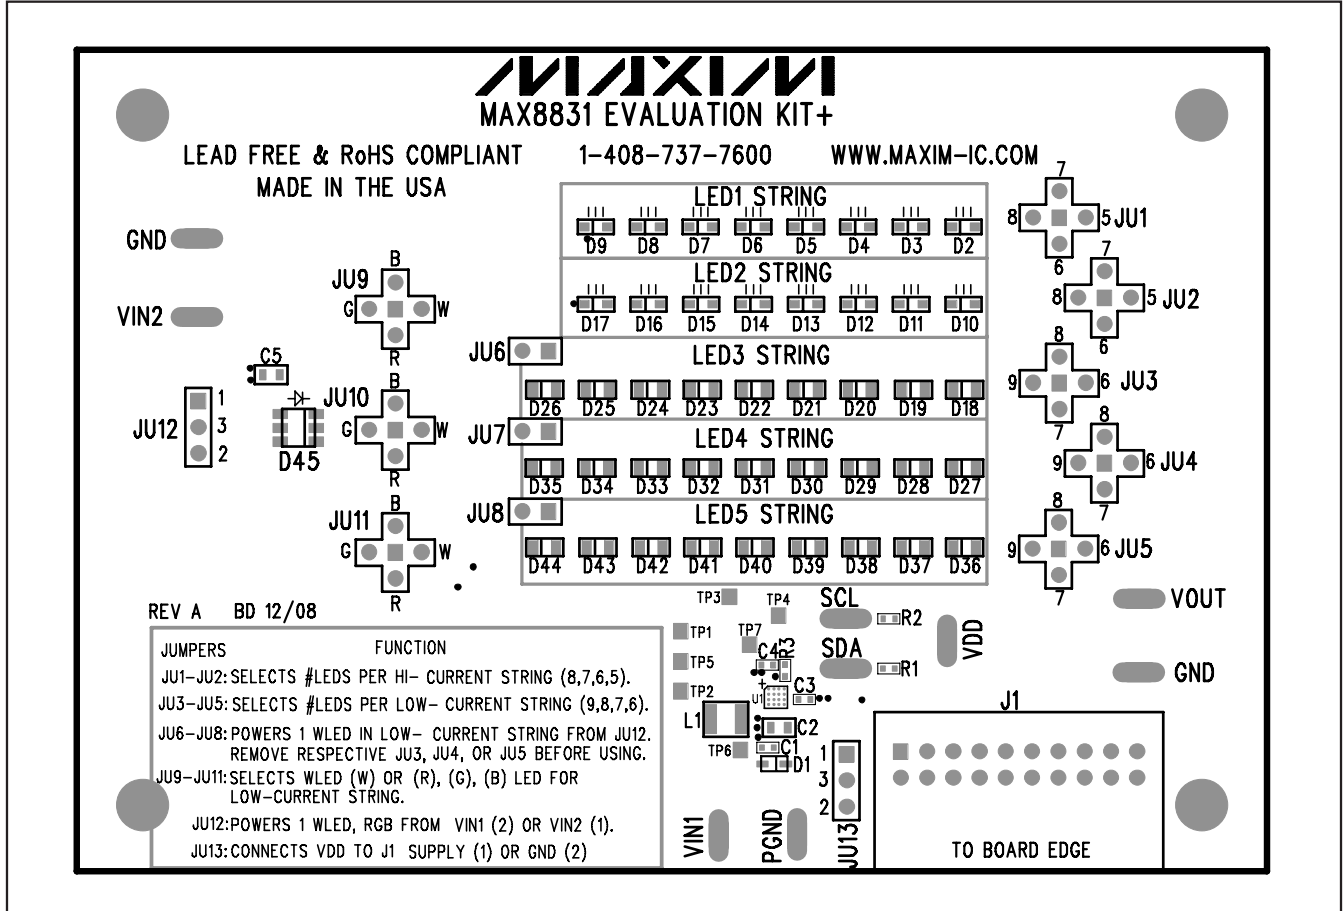 MAXIM
MAX8831 EVALUATION KIT+
LEAD FREE & RoHS COMPLIANT 1-408-737-7600 WWW.MAXIM-IC.COM
MADE IN THE USA
LED1 STRING
D9 D8 D7 D6 D5 D4 D3 D2
LED2 STRING
D17 D16 D15 D14 D13 D12 D11 D10
LED3 STRING
D26 D25 D24 D23 D22 D21 D20 D19 D18
LED4 STRING
D35 D34 D33 D32 D31 D30 D29 D28 D27
LED5 STRING
D44 D43 D42 D41 D40 D39 D38 D37 D36
GND
VIN2
C5
JU12
1
3
2
D45
JU9
B
G W
R
JU10
B
G W
R
JU11
B
G W
R
JU6
JU7
JU8
7
8 5 JU1
6
7
8 5 JU2
6
8
9 6 JU3
7
8
9 6 JU4
7
8
9 6 JU5
7
VOUT
GND
REV A BD 12/08
JUMPERS FUNCTION
JU1-JU2: SELECTS #LEDS PER HI- CURRENT STRING (8,7,6,5).
JU3-JU5: SELECTS #LEDS PER LOW- CURRENT STRING (9,8,7,6).
JU6-JU8: POWERS 1 WLED IN LOW- CURRENT STRING FROM JU12.
REMOVE RESPECTIVE JU3, JU4, OR JU5 BEFORE USING.
JU9-JU11: SELECTS WLED (W) OR (R), (G), (B) LED FOR
LOW-CURRENT STRING.
JU12: POWERS 1 WLED, RGB FROM VIN1 (2) OR VIN2 (1).
JU13: CONNECTS VDD TO J1 SUPPLY (1) OR GND (2)
TP3
TP4
TP1
TP7
TP5
TP2
TP6
SCL
R2
SDA
R1
VDD
R3
C4
+
U1
C3
L1
C2
C1
D1
VIN1
PGND
1
3
2
JU13
J1
TO BOARD EDGE